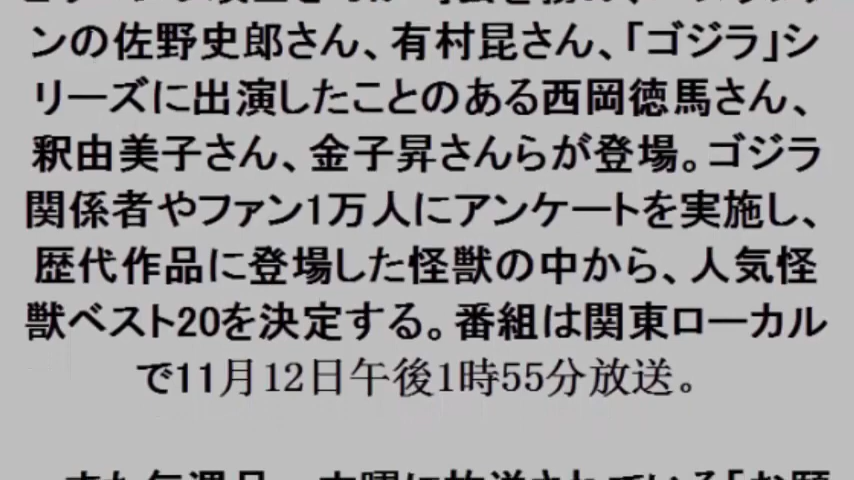 ンの佐野史郎さん、有村昆さん、「ゴジラ」シ
リーズに出演したことのある西岡徳馬さん、
釈由美子さん、金子昇さんらが登場。ゴジラ
関係者やファン1万人にアンケートを実施し、
歴代作品に登場した怪獣の中から、人気怪
獣ベスト20を決定する。番組は関東ローカル
で11月12日午後1時55分放送。